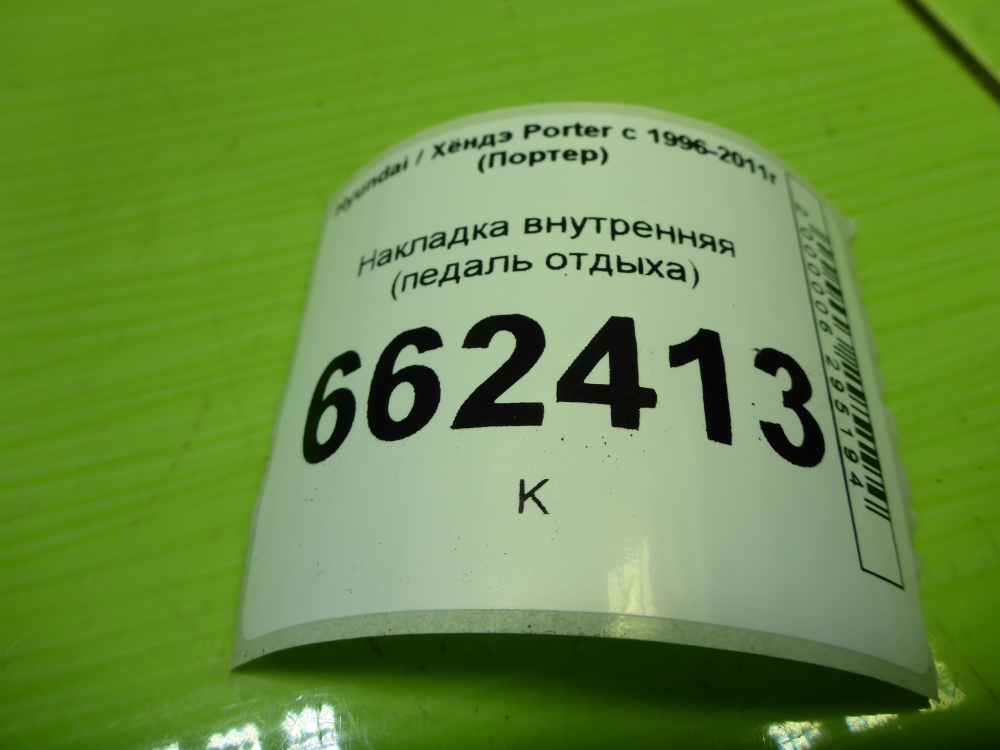 Hyundai / Хёндэ Porter с 1996-2011г
(Портер)
Накладка внутренняя
(педаль отдыха)
662413
К
2000006295194